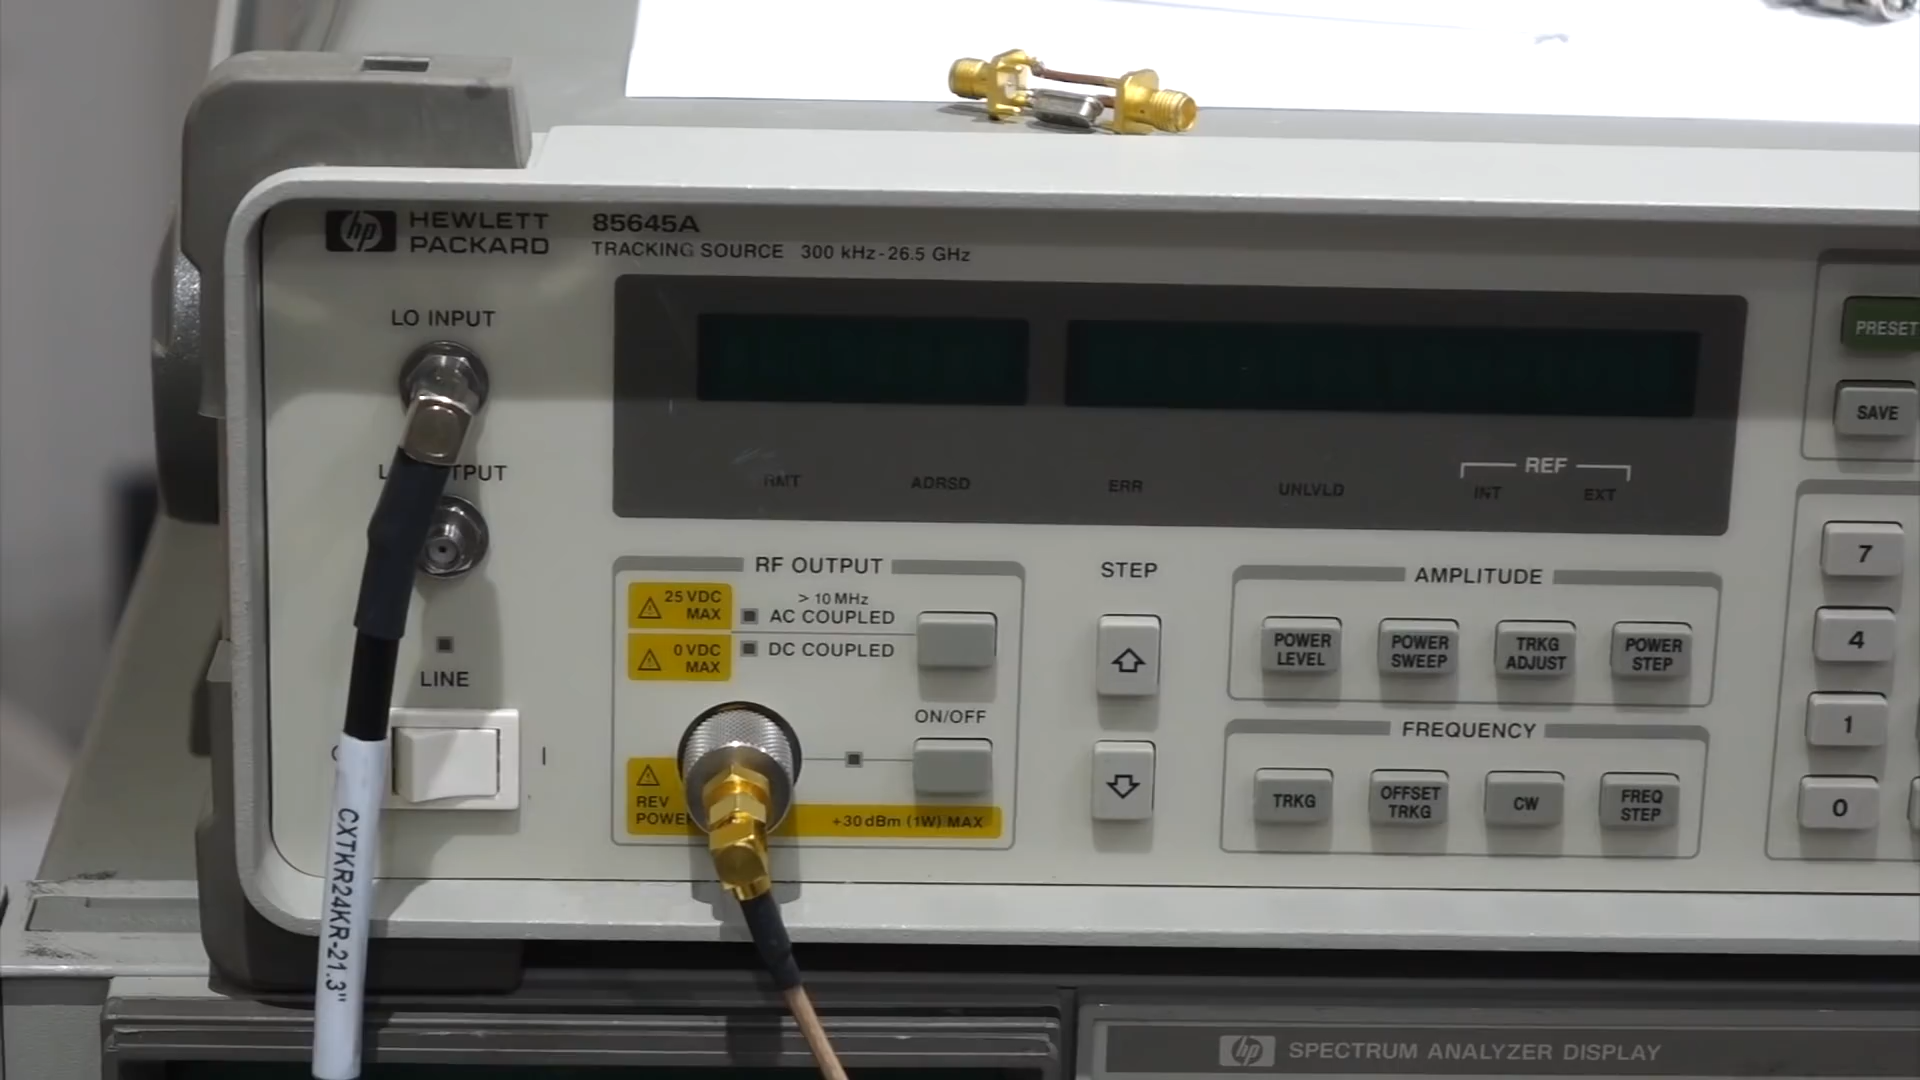 hp HEWLETT
PACKARD
85645A
TRACKING SOURCE 300 kHz-26.5 GHz
LO INPUT
PRESET
SAVE
RMT
ADRSD
ERR
UNLVLD
REF
INT
EXT
RF OUTPUT
25 VDC
MAX
> 10 MHz
AC COUPLED
0 VDC
MAX
DC COUPLED
STEP
AMPLITUDE
POWER
LEVEL
POWER
SWEEP
TRKG
ADJUST
POWER
STEP
7
4
1
0
LINE
I
ON/OFF
REV
POWER
+30 dBm (1W) MAX
FREQUENCY
TRKG
OFFSET
TRKG
CW
FREQ
STEP
CXTKR24KR-21.3"
hp SPECTRUM ANALYZER DISPLAY